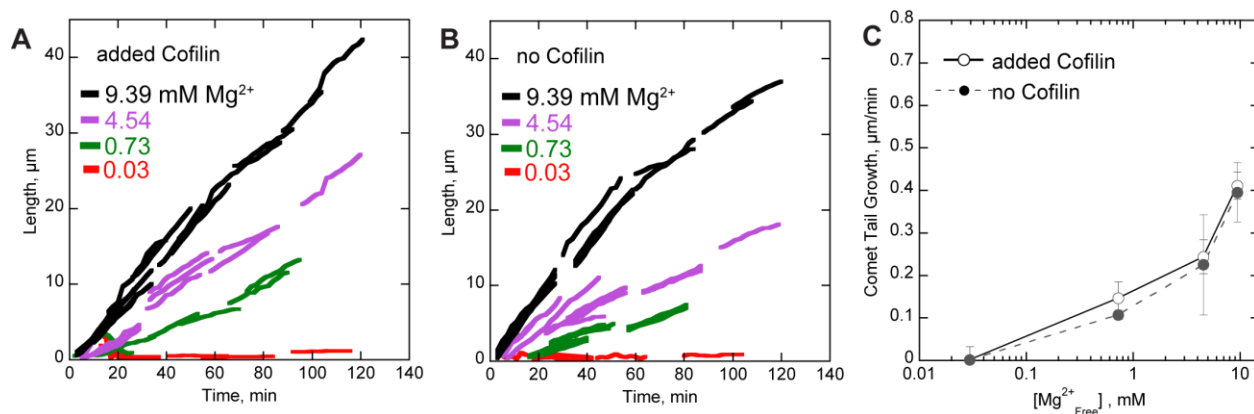 A
added Cofilin
9.39 mM Mg2+
4.54
0.73
0.03
Length, µm
40
30
20
10
0
0 20 40 60 80 100 120 140
Time, min
B
no Cofilin
9.39 mM Mg2+
4.54
0.73
0.03
Length, µm
40
30
20
10
0
0 20 40 60 80 100 120 140
Time, min
C
added Cofilin
no Cofilin
Comet Tail Growth, µm/min
0.8
0.7
0.6
0.5
0.4
0.3
0.2
0.1
0
0.01 0.1 1 10
[Mg2+Free] , mM